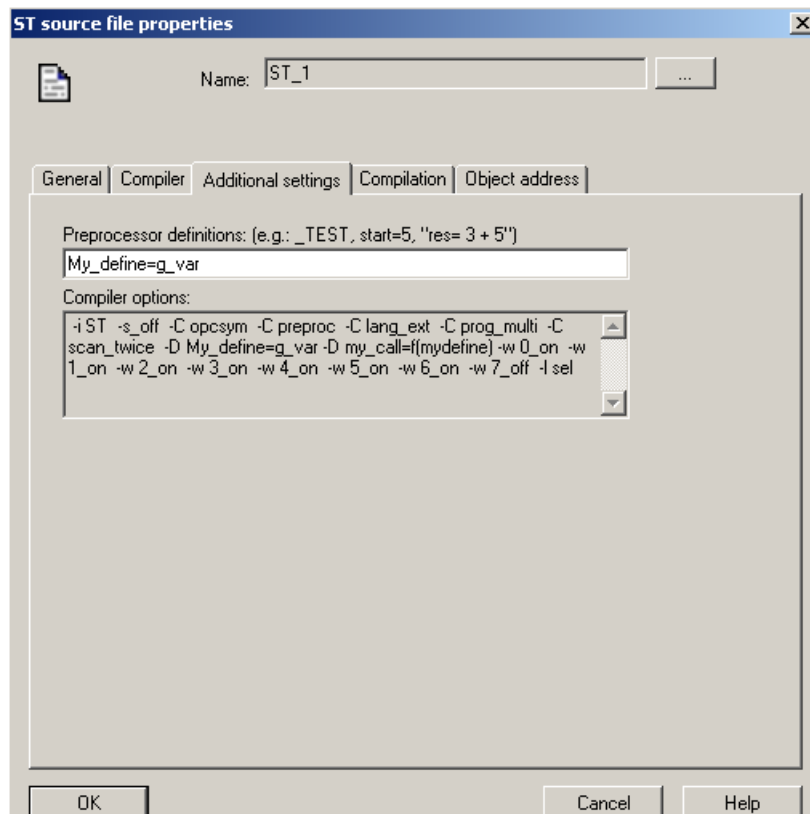 ST source file properties
Name: ST_1
...
General Compiler Additional settings Compilation Object address
Preprocessor definitions: (e.g.: _TEST, start=5, "res= 3 + 5")
My_define=g_var
Compiler options:
-i ST -s_off -C opcsym -C preproc -C lang_ext -C prog_multi -C
scan_twice -D My_define=g_var -D my_call=f(mydefine) -w 0_on -w
1_on -w 2_on -w 3_on -w 4_on -w 5_on -w 6_on -w 7_off -I sel
OK Cancel Help